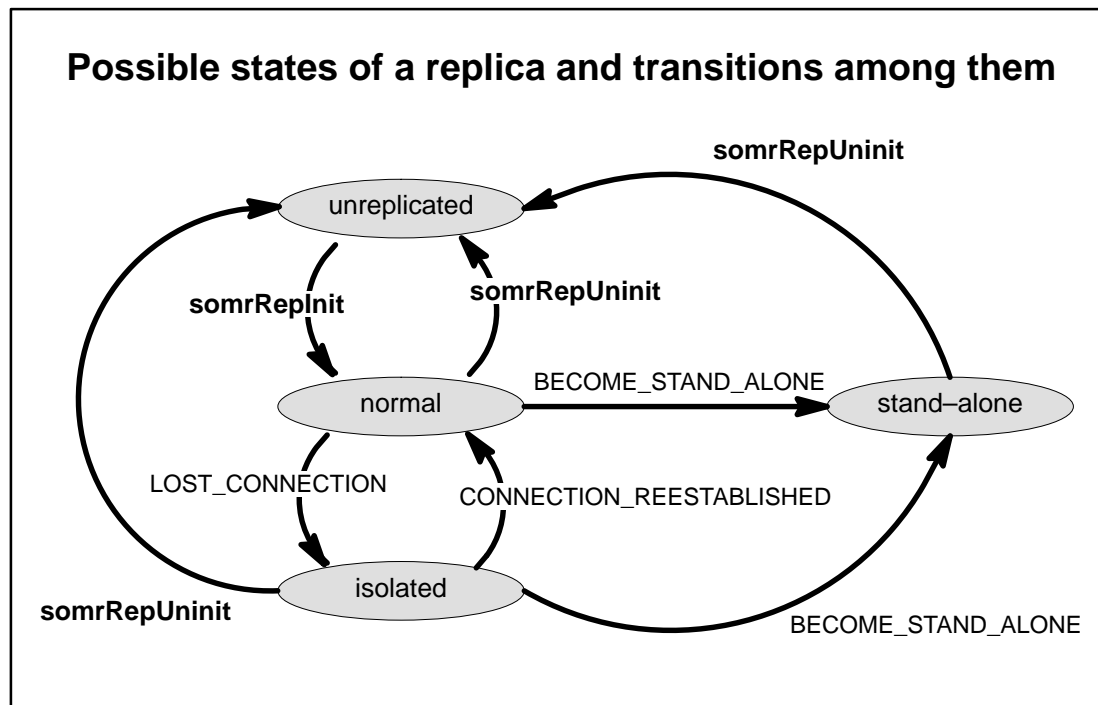 Possible states of a replica and transitions among them
somrRepUninit
unreplicated
somrRepInit
somrRepUninit
BECOME_STAND_ALONE
normal
stand–alone
LOST_CONNECTION
CONNECTION_REESTABLISHED
isolated
somrRepUninit
BECOME_STAND_ALONE